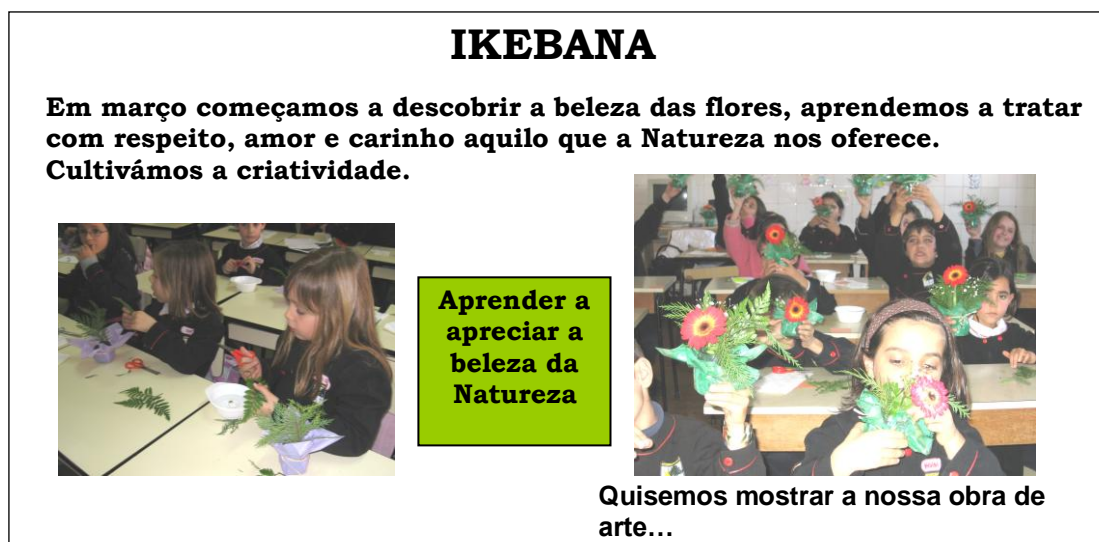 IKEBANA
Em março começamos a descobrir a beleza das flores, aprendemos a tratar
com respeito, amor e carinho aquilo que a Natureza nos oferece.
Cultivámos a criatividade.
Aprender a
apreciar a
beleza da
Natureza
Quisemos mostrar a nossa obra de
arte…